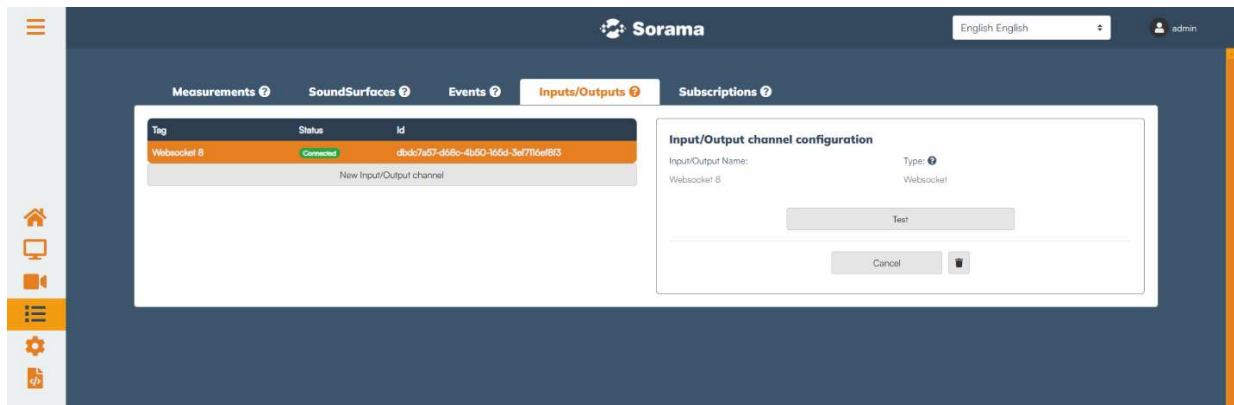 Sorama
English English
admin
Measurements
SoundSurfaces
Events
Inputs/Outputs
Subscriptions
Tag Status Id
Websocket 8 Connected dbdc7a57-d68c-4b50-166d-3ef7116ef8f3
New Input/Output channel
Input/Output channel configuration
Input/Output Name: Type:
Websocket 8 Websocket
Test
Cancel